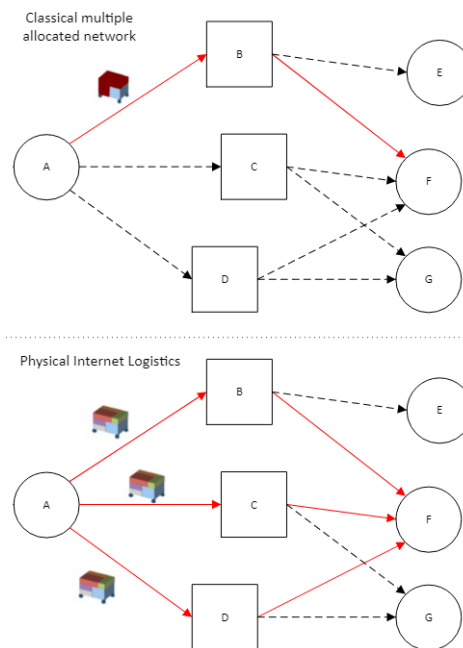 Classical multiple
allocated network
B
E
A
C
F
D
G
Physical Internet Logistics
B
E
A
C
F
D
G